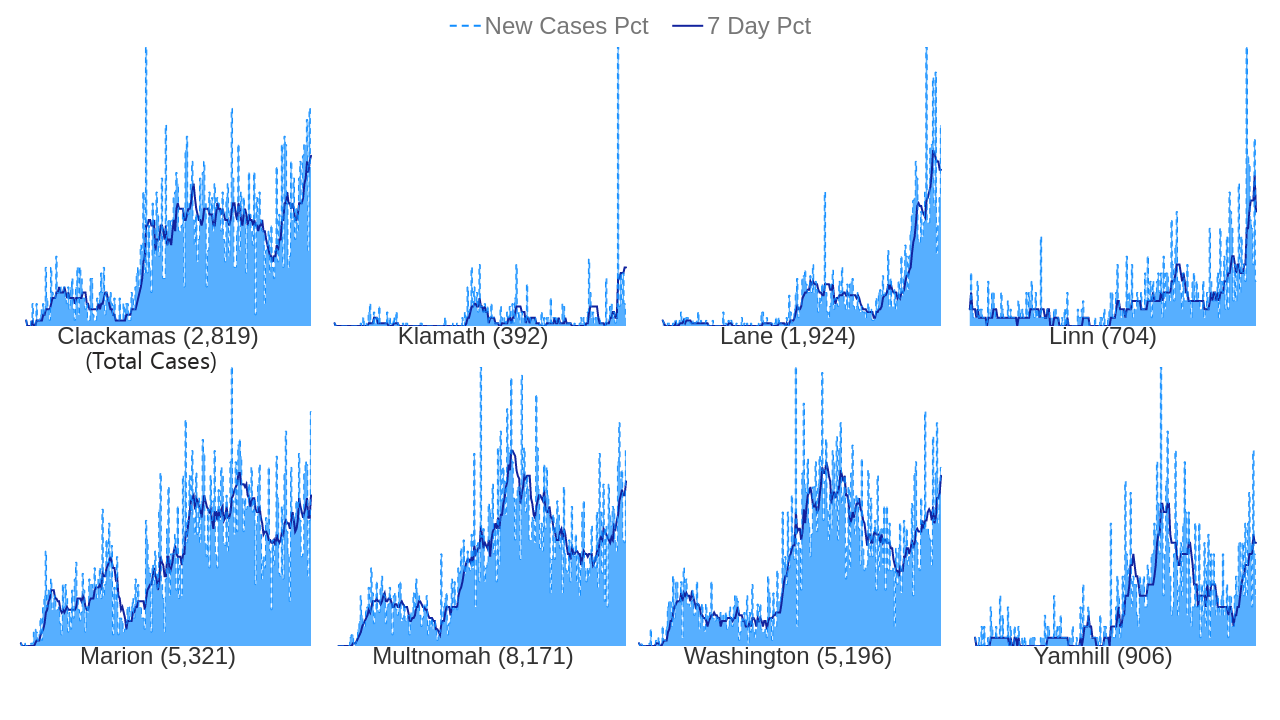 New Cases Pct 7 Day Pct
Clackamas (2,819) Klamath (392) Lane (1,924) Linn (704)
(Total Cases)
Marion (5,321) Multnomah (8,171) Washington (5,196) Yamhill (906)